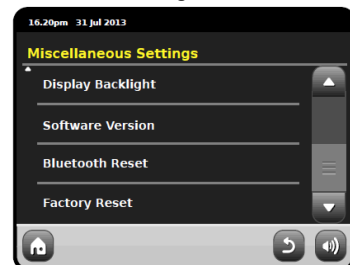 16.20pm 31 Jul 2013
Miscellaneous Settings
Display Backlight
Software Version
Bluetooth Reset
Factory Reset